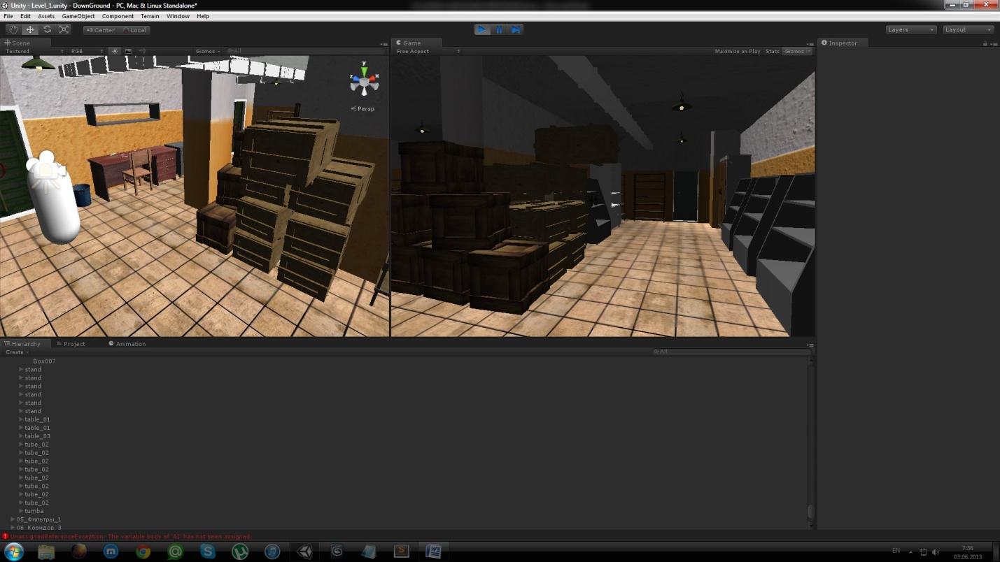 Unity - Level_1.unity - DownGround - PC, Mac & Linux Standalone*
File Edit Assets GameObject Component Terrain Window Help
Center Local Layers Layout
Scene Game Inspector
Textured RGB Gizmos All Free Aspect Maximize on Play Stats Gizmos
y
z x
Persp
Hierarchy Project Animation
Create All
Box007
stand
stand
stand
stand
stand
stand
table_01
table_01
table_03
tube_02
tube_02
tube_02
tube_02
tube_02
tube_02
tube_02
tube_02
tumba
05_Фильтры_1
06_Коридор_3
UnassignedReferenceException: The variable body of 'AI' has not been assigned.
EN 7:36
03.06.2013